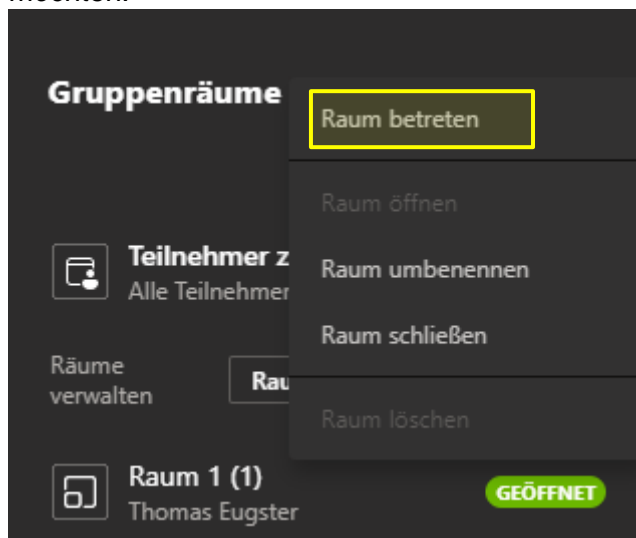 Gruppenräume
Raum betreten
Raum öffnen
Teilnehmer z
Alle Teilnehmer
Raum umbenennen
Raum schließen
Räume
verwalten
Rau
Raum löschen
Raum 1 (1)
Thomas Eugster
GEÖFFNET